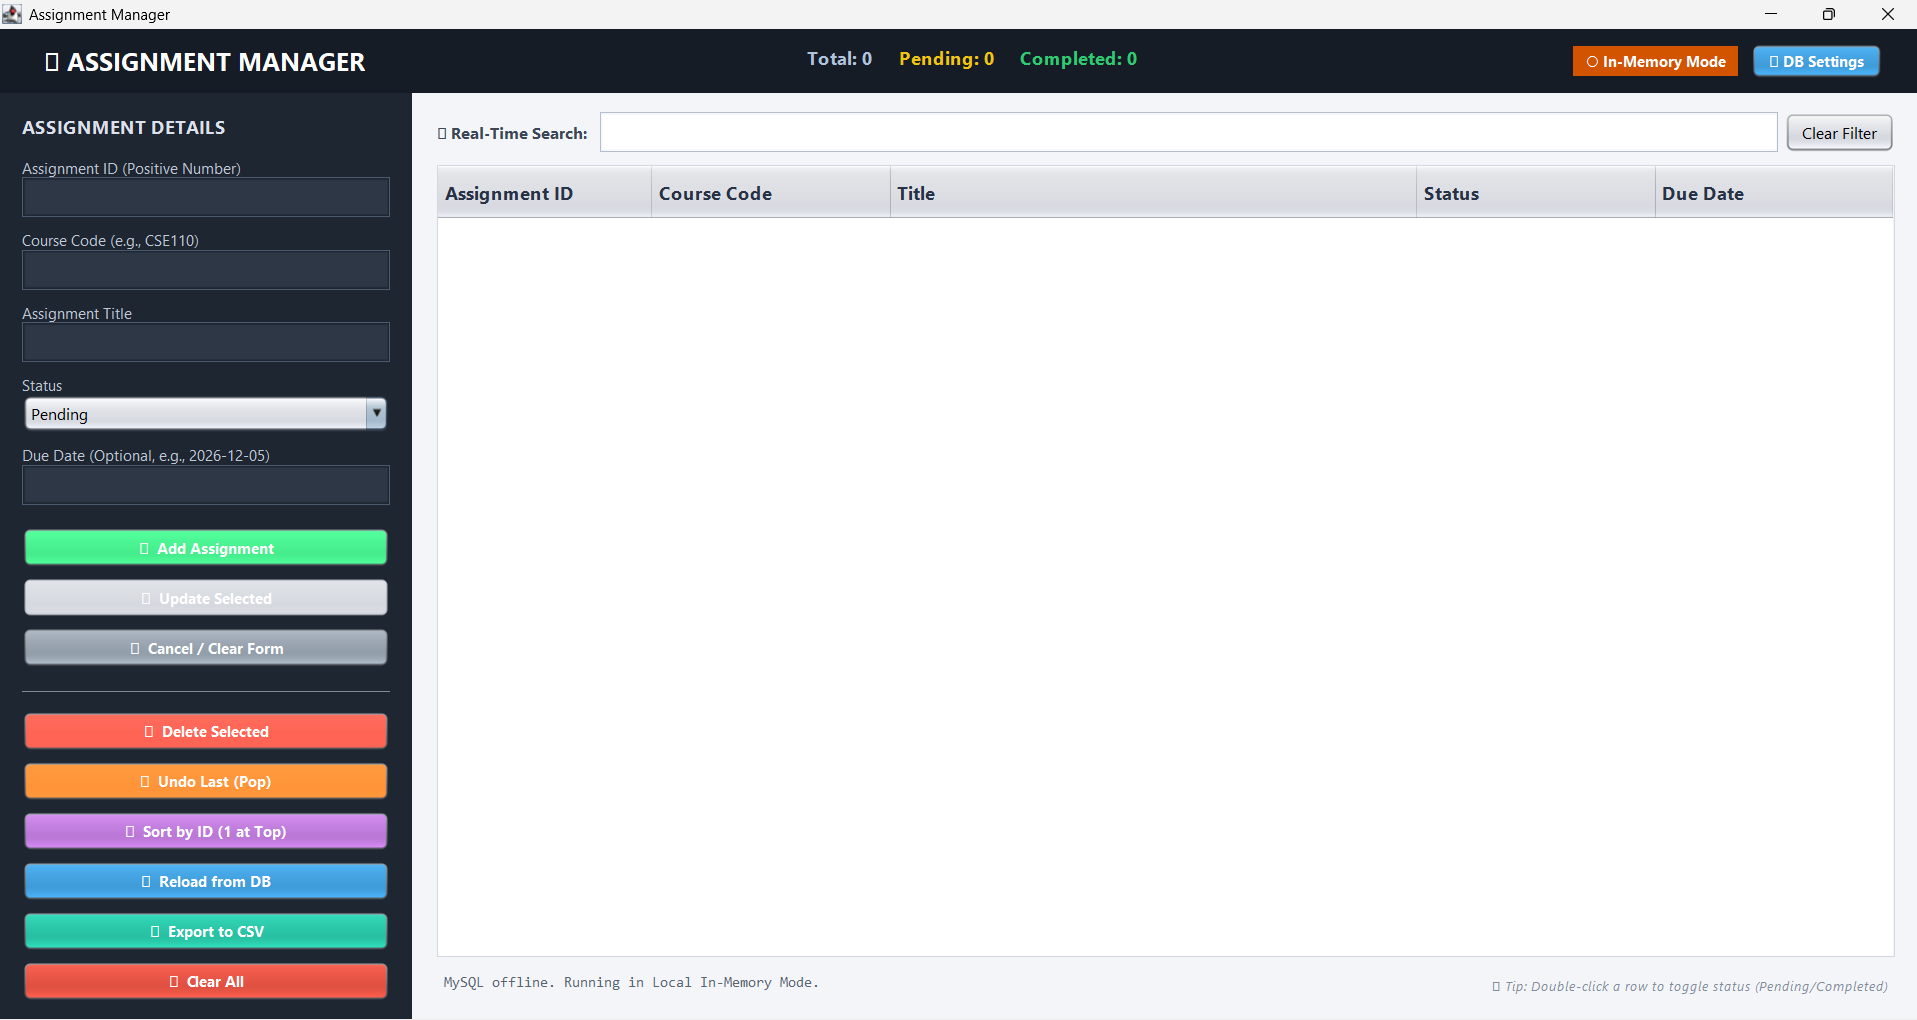 Assignment Manager
ASSIGNMENT MANAGER
Total: 0 Pending: 0 Completed: 0
In-Memory Mode
DB Settings
ASSIGNMENT DETAILS
Assignment ID (Positive Number)
Course Code (e.g., CSE110)
Assignment Title
Status
Pending
Due Date (Optional, e.g., 2026-12-05)
Add Assignment
Update Selected
Cancel / Clear Form
Delete Selected
Undo Last (Pop)
Sort by ID (1 at Top)
Reload from DB
Export to CSV
Clear All
Real-Time Search:
Clear Filter
Assignment ID Course Code Title Status Due Date
MySQL offline. Running in Local In-Memory Mode.
Tip: Double-click a row to toggle status (Pending/Completed)